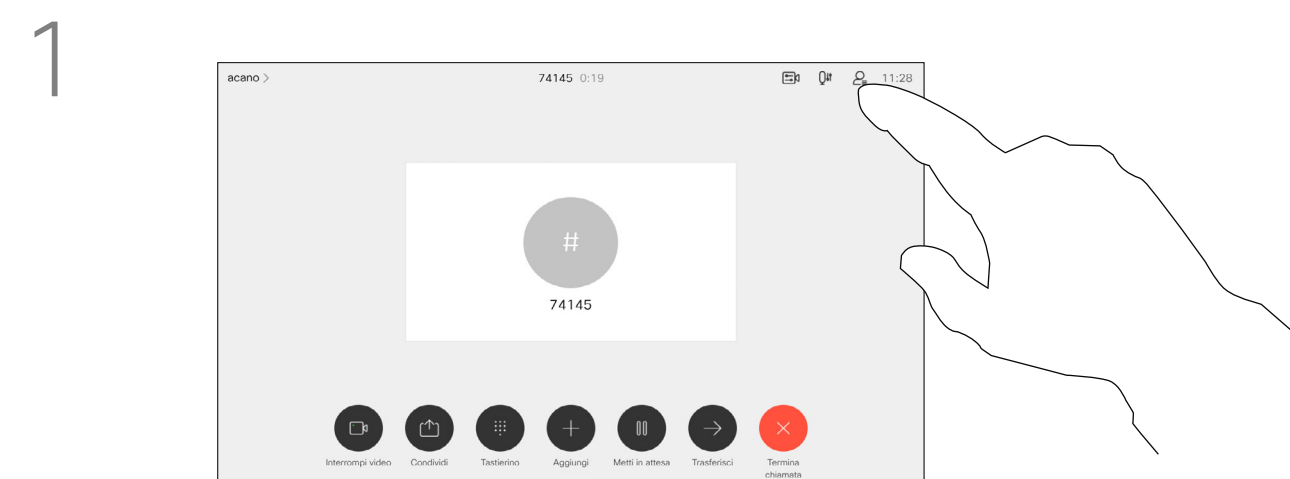 1
acano >
74145 0:19
11:28
#
74145
Interrompi video
Condividi
Tastierino
Aggiungi
Metti in attesa
Trasferisci
Termina
chiamata